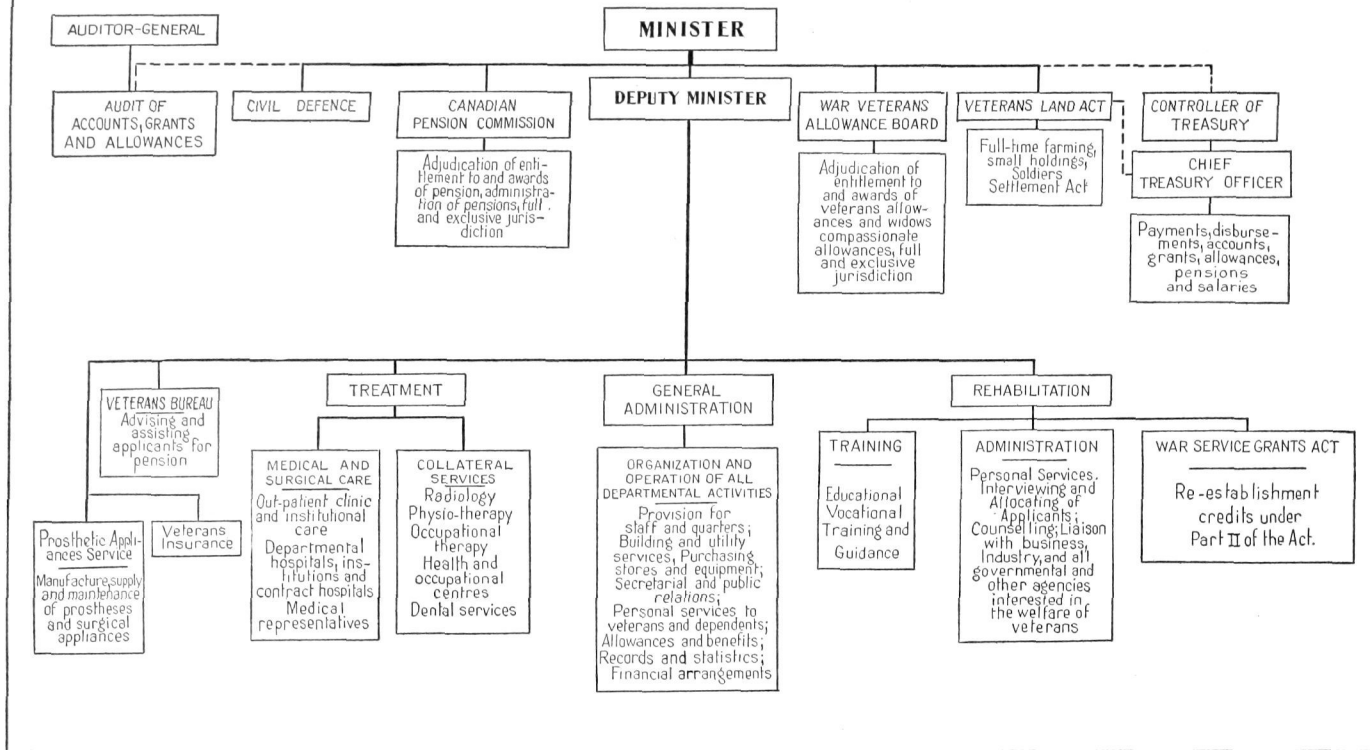 AUDITOR-GENERAL
MINISTER
AUDIT OF
ACCOUNTS, GRANTS
AND ALLOWANCES
CIVIL DEFENCE
CANADIAN
PENSION COMMISSION
DEPUTY MINISTER
WAR VETERANS
ALLOWANCE BOARD
VETERANS LAND ACT
CONTROLLER OF
TREASURY
Adjudication of enti-
tlement to and awards
of pension, administra-
tion of pensions, full
and exclusive juris-
diction
Adjudication of
entitlement to
and awards of
veterans allow-
ances and widows
compassionate
allowances, full
and exclusive
jurisdiction
Full-time farming,
small holdings,
Soldiers
Settlement Act
CHIEF
TREASURY OFFICER
Payments, disburse-
ments, accounts,
grants, allowances,
pensions
and salaries
VETERANS BUREAU
Advising and
assisting
applicants for
pension
Prosthetic Appli-
ances Service
Manufacture, supply
and maintenance
of prostheses
and surgical
appliances
Veterans
Insurance
TREATMENT
MEDICAL AND
SURGICAL CARE
Out-patient clinic
and institutional
care
Departmental
hospitals, ins-
titutions and
contract hospitals
Medical
representatives
COLLATERAL
SERVICES
Radiology
Physio-therapy
Occupational
therapy
Health and
occupational
centres
Dental services
GENERAL
ADMINISTRATION
ORGANIZATION AND
OPERATION OF ALL
DEPARTMENTAL ACTIVITIES
Provision for
staff and quarters;
Building and utility
services, Purchasing
stores and equipment;
Secretarial and public
relations;
Personal services to
veterans and dependents;
Allowances and benefits;
Records and statistics;
Financial arrangements
REHABILITATION
TRAINING
Educational
Vocational
Training and
Guidance
ADMINISTRATION
Personal Services.
Interviewing and
Allocating of
Applicants;
Counselling; Liaison
with business,
Industry, and all
governmental and
other agencies
interested in
the welfare of
veterans
WAR SERVICE GRANTS ACT
Re-establishment
credits under
Part II of the Act.